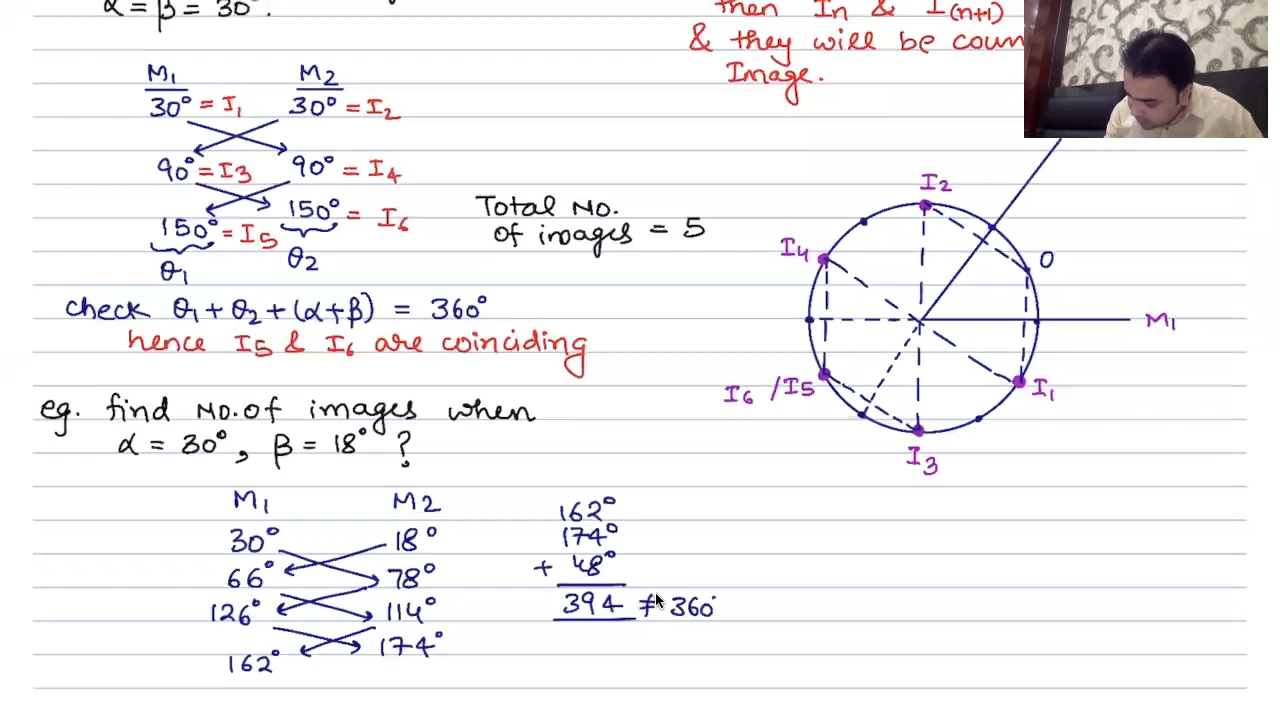 α = β = 30°.
then In & I(n+1)
& they will be coun
Image.
M1 M2
30° = I1 30° = I2
90° = I3 90° = I4
150° = I5 150° = I6
θ1 θ2
Total No.
of images = 5
check θ1 + θ2 + (α+β) = 360°
hence I5 & I6 are coinciding
I2
O
I4
M1
I6 / I5
I1
I3
eg. find No. of images when
α = 30°, β = 18° ?
M1 M2
30° 18°
66° 78°
126° 114°
162° 174°
162°
174°
+ 48°
394 ≠ 360°